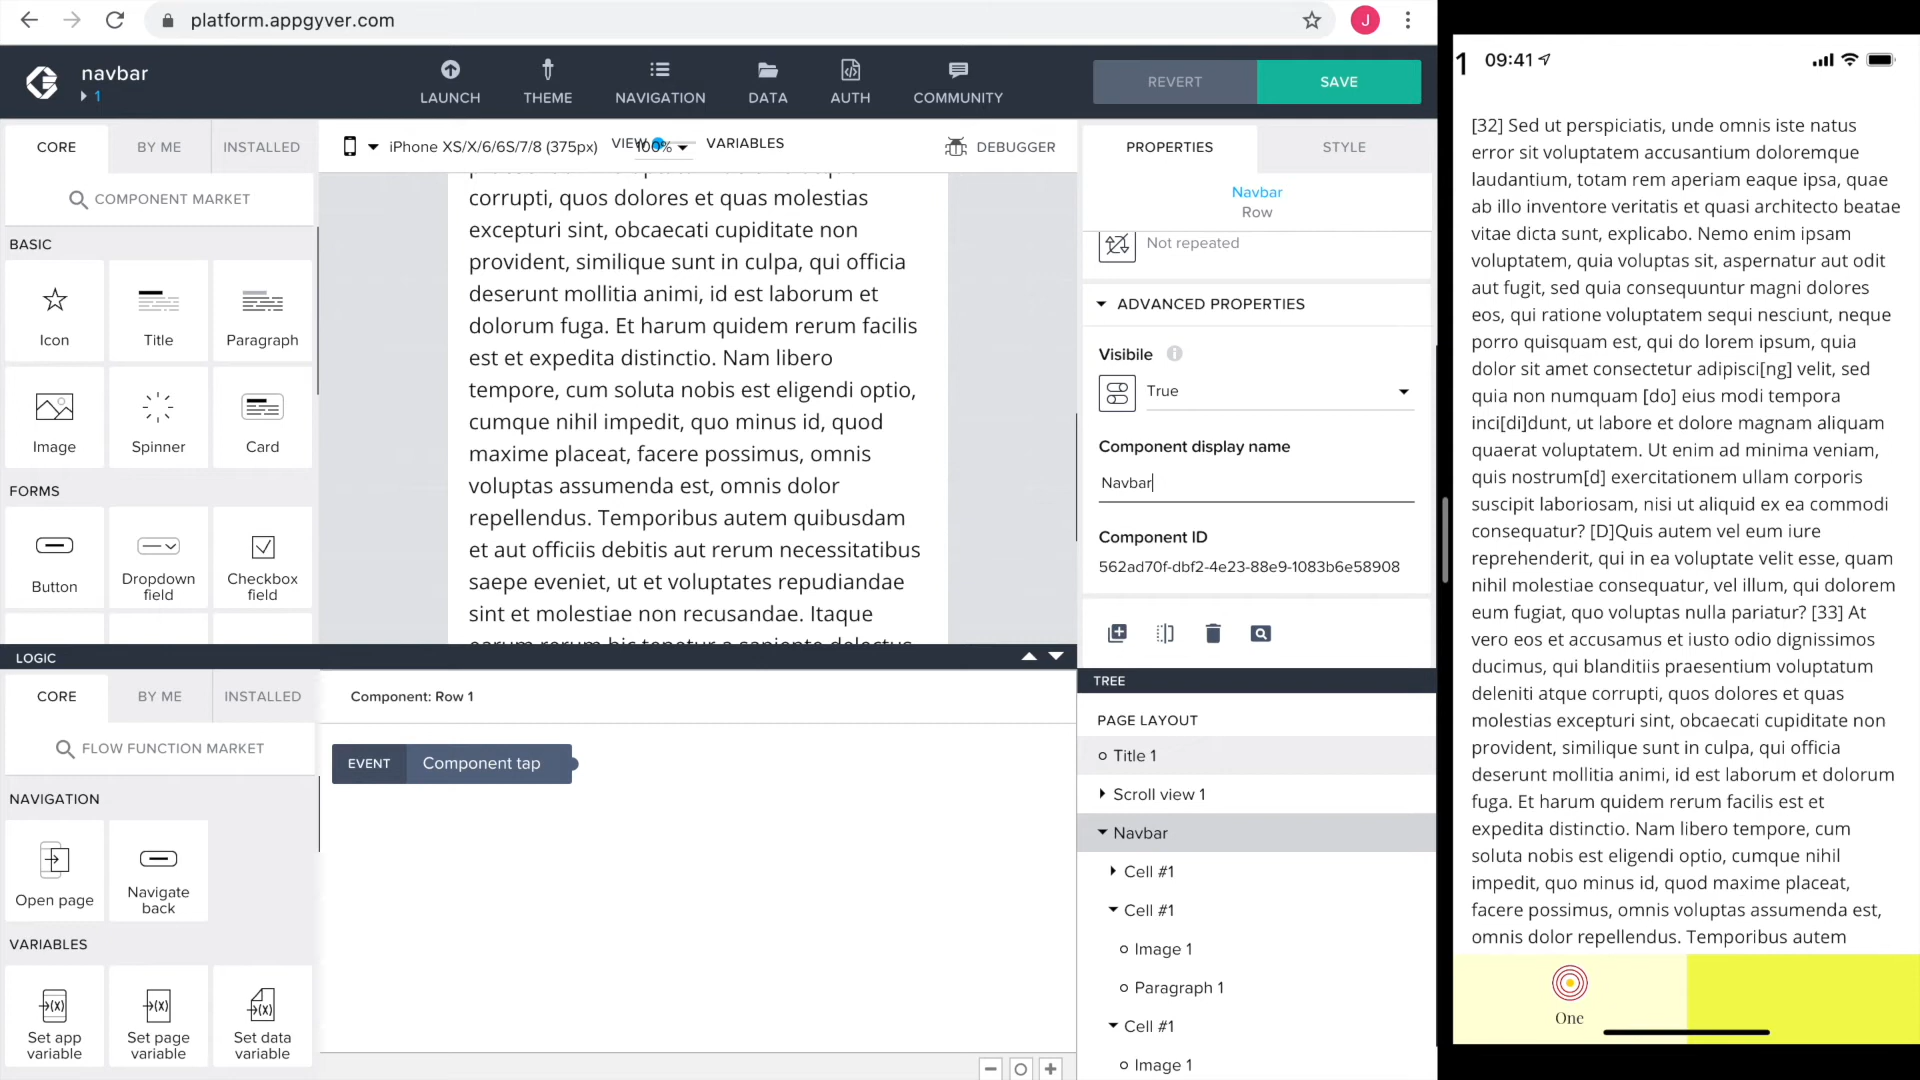 platform.appgyver.com
J
navbar
1
LAUNCH
THEME
NAVIGATION
DATA
AUTH
COMMUNITY
REVERT
SAVE
CORE
BY ME
INSTALLED
COMPONENT MARKET
BASIC
Icon
Title
Paragraph
Image
Spinner
Card
FORMS
Button
Dropdown
field
Checkbox
field
iPhone XS/X/6/6S/7/8 (375px)
VIEW
100%
VARIABLES
DEBUGGER
corrupti, quos dolores et quas molestias
excepturi sint, obcaecati cupiditate non
provident, similique sunt in culpa, qui officia
deserunt mollitia animi, id est laborum et
dolorum fuga. Et harum quidem rerum facilis
est et expedita distinctio. Nam libero
tempore, cum soluta nobis est eligendi optio,
cumque nihil impedit, quo minus id, quod
maxime placeat, facere possimus, omnis
voluptas assumenda est, omnis dolor
repellendus. Temporibus autem quibusdam
et aut officiis debitis aut rerum necessitatibus
saepe eveniet, ut et voluptates repudiandae
sint et molestiae non recusandae. Itaque
earum rerum hic tenetur a sapiente delectus
PROPERTIES
STYLE
Navbar
Row
Not repeated
ADVANCED PROPERTIES
Visibile
True
Component display name
Navbar
Component ID
562ad70f-dbf2-4e23-88e9-1083b6e58908
LOGIC
CORE
BY ME
INSTALLED
FLOW FUNCTION MARKET
NAVIGATION
Open page
Navigate
back
VARIABLES
Set app
variable
Set page
variable
Set data
variable
Component: Row 1
EVENT
Component tap
TREE
PAGE LAYOUT
Title 1
Scroll view 1
Navbar
Cell #1
Cell #1
Image 1
Paragraph 1
Cell #1
Image 1
1
09:41
[32] Sed ut perspiciatis, unde omnis iste natus
error sit voluptatem accusantium doloremque
laudantium, totam rem aperiam eaque ipsa, quae
ab illo inventore veritatis et quasi architecto beatae
vitae dicta sunt, explicabo. Nemo enim ipsam
voluptatem, quia voluptas sit, aspernatur aut odit
aut fugit, sed quia consequuntur magni dolores
eos, qui ratione voluptatem sequi nesciunt, neque
porro quisquam est, qui do lorem ipsum, quia
dolor sit amet consectetur adipisci[ng] velit, sed
quia non numquam [do] eius modi tempora
inci[di]dunt, ut labore et dolore magnam aliquam
quaerat voluptatem. Ut enim ad minima veniam,
quis nostrum[d] exercitationem ullam corporis
suscipit laboriosam, nisi ut aliquid ex ea commodi
consequatur? [D]Quis autem vel eum iure
reprehenderit, qui in ea voluptate velit esse, quam
nihil molestiae consequatur, vel illum, qui dolorem
eum fugiat, quo voluptas nulla pariatur? [33] At
vero eos et accusamus et iusto odio dignissimos
ducimus, qui blanditiis praesentium voluptatum
deleniti atque corrupti, quos dolores et quas
molestias excepturi sint, obcaecati cupiditate non
provident, similique sunt in culpa, qui officia
deserunt mollitia animi, id est laborum et dolorum
fuga. Et harum quidem rerum facilis est et
expedita distinctio. Nam libero tempore, cum
soluta nobis est eligendi optio, cumque nihil
impedit, quo minus id, quod maxime placeat,
facere possimus, omnis voluptas assumenda est,
omnis dolor repellendus. Temporibus autem
One